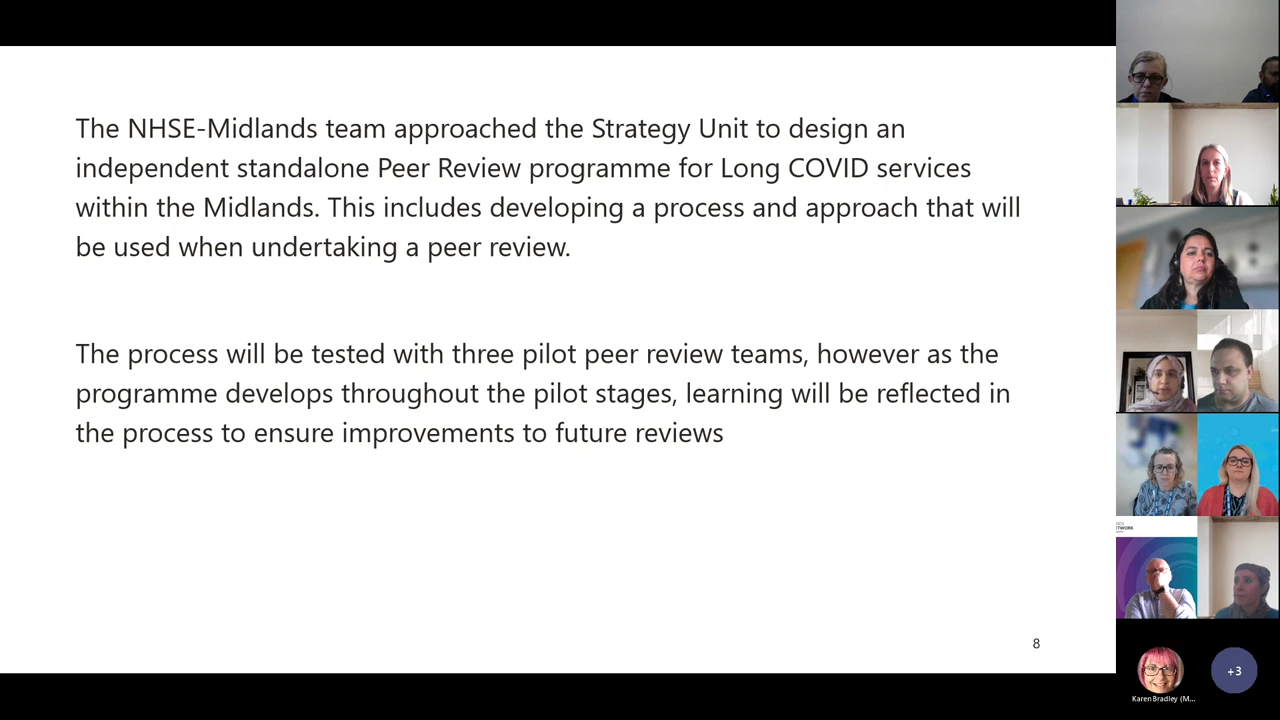 The NHSE-Midlands team approached the Strategy Unit to design an
independent standalone Peer Review programme for Long COVID services
within the Midlands. This includes developing a process and approach that will
be used when undertaking a peer review.
The process will be tested with three pilot peer review teams, however as the
programme develops throughout the pilot stages, learning will be reflected in
the process to ensure improvements to future reviews
8
Karen Bradley (M...
+3